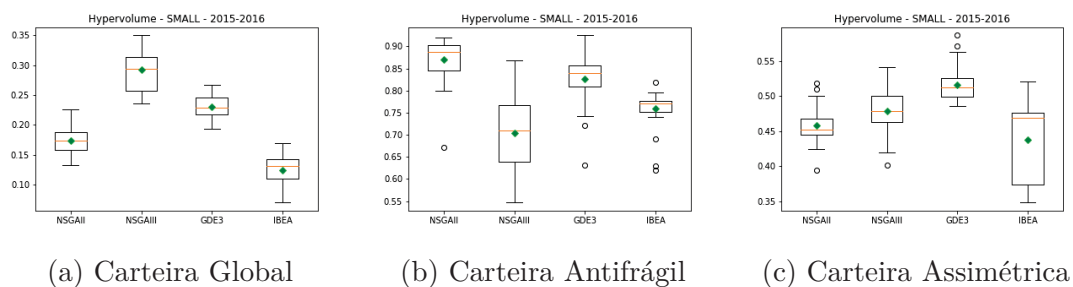 Hypervolume - SMALL - 2015-2016
0.35
0.30
0.25
0.20
0.15
0.10
NSGAII NSGAIII GDE3 IBEA
(a) Carteira Global
Hypervolume - SMALL - 2015-2016
0.90
0.85
0.80
0.75
0.70
0.65
0.60
0.55
NSGAII NSGAIII GDE3 IBEA
(b) Carteira Antifrágil
Hypervolume - SMALL - 2015-2016
0.55
0.50
0.45
0.40
0.35
NSGAII NSGAIII GDE3 IBEA
(c) Carteira Assimétrica